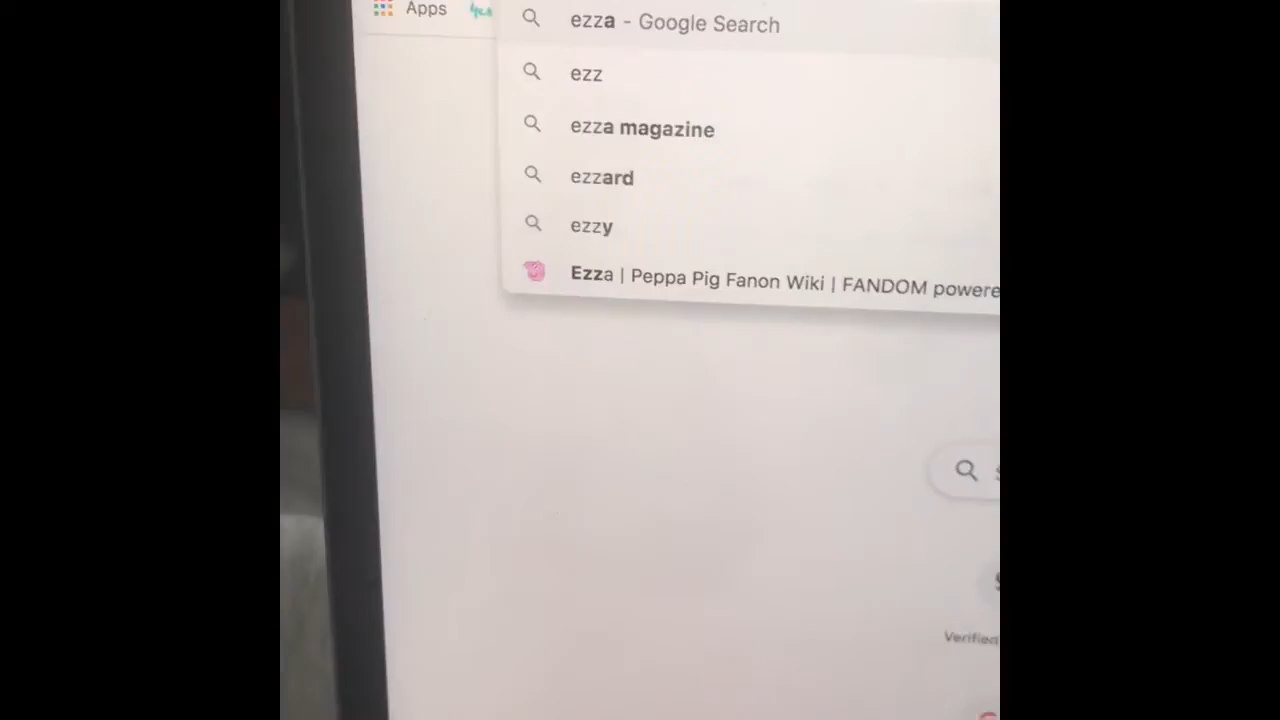 Apps
ezza - Google Search
ezz
ezza magazine
ezzard
ezzy
Ezza | Peppa Pig Fanon Wiki | FANDOM powere
Verified